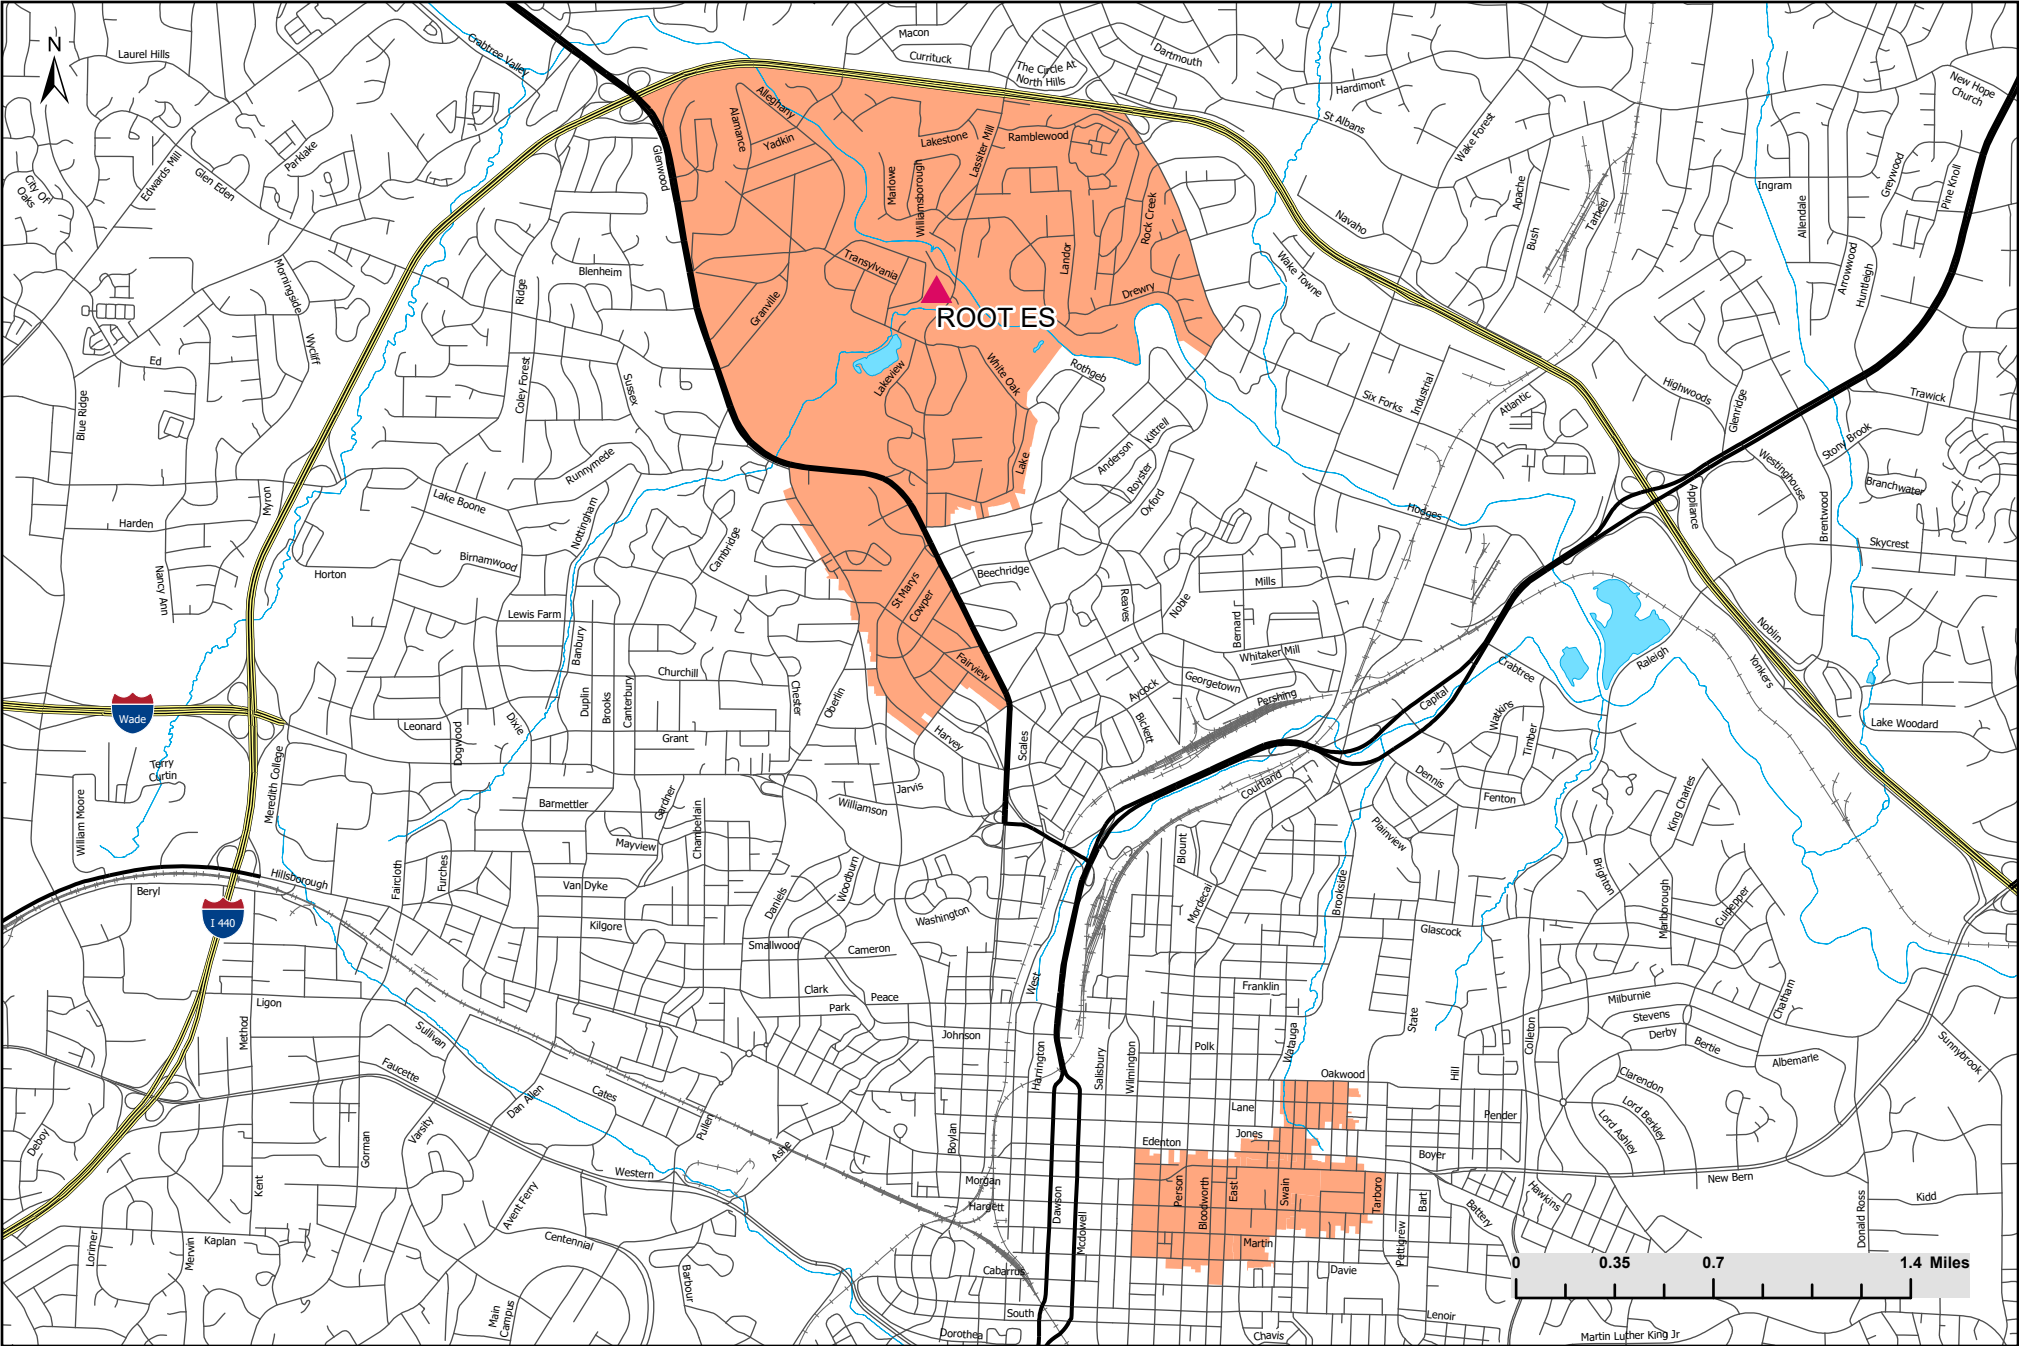 N
Laurel Hills
Crabtree Valley
Macon
Currituck
The Circle At
North Hills
Dartmouth
Hardimont
St Albans
Wake Forest
New Hope
Church
City Of
Oaks
Edwards Mill
Glen Eden
Parklake
Glenwood
Alamance
Alleghany
Yadkin
Lakestone
Lassiter Mill
Ramblewood
Marlowe
Williamsborough
Rock Creek
Landor
Drewry
Transylvania
Granville
ROOT ES
Navaho
Wake Towne
Apache
Bush
Tarheel
Ingram
Allendale
Greywood
Pine Knoll
Arrowwood
Huntleigh
Morningside
Wycliff
Ed
Blue Ridge
Ridge
Blenheim
Coley Forest
Sussex
Lakeview
White Oak
Rothgeb
Lake
Six Forks
Industrial
Atlantic
Highwoods
Glenridge
Trawick
Stony Brook
Westinghouse
Branchwater
Brentwood
Appliance
Skycrest
Anderson
Kittrell
Royster
Oxford
Hodges
Runnymede
Lake Boone
Myron
Harden
Nancy Ann
Horton
Birnamwood
Nottingham
Cambridge
Lewis Farm
Banbury
Beechridge
St Marys
Cowper
Fairview
Reaves
Noble
Mills
Bernard
Whitaker Mill
Georgetown
Pershing
Aycock
Bickett
Capital
Crabtree
Raleigh
Noblin
Yonkers
Lake Woodard
Watkins
Timber
Wade
Churchill
Duplin
Brooks
Canterbury
Chester
Oberlin
Leonard
Dogwood
Dixie
Grant
Harvey
Scales
Terry
Curtin
William Moore
Meredith College
Jarvis
Williamson
Barmettler
Gardner
Chamberlain
Mayview
Courtland
Dennis
Fenton
Plainview
King Charles
Blount
Mordecai
Brookside
Brighton
Marlborough
Culpepper
Beryl
Hillsborough
Faircloth
Furches
Van Dyke
Daniels
Woodburn
Washington
Kilgore
Smallwood
Cameron
I 440
Glascock
Clark
Peace
Park
Johnson
West
Franklin
State
Milburnie
Stevens
Derby
Bertie
Chatham
Albemarle
Sunnybrook
Ligon
Method
Sullivan
Faucette
Harrington
Salisbury
Wilmington
Polk
Watauga
Oakwood
Hill
Colleton
Clarendon
Lord Berkley
Lord Ashley
Dan Allen
Cates
Pullen
Ashe
Varsity
Gorman
Deboy
Boylan
Lane
Jones
Edenton
Pender
Boyer
Western
Kent
Avent Ferry
Morgan
Hargett
Dawson
Mcdowell
Person
Bloodworth
East
Swain
Tarboro
Bart
Pettigrew
Battery
Hawkins
New Bern
Donald Ross
Kidd
Lorimer
Merwin
Kaplan
Centennial
Barbour
Main
Campus
Cabarrus
Martin
Davie
South
Dorothea
Chavis
Lenoir
Martin Luther King Jr
0 0.35 0.7 1.4 Miles